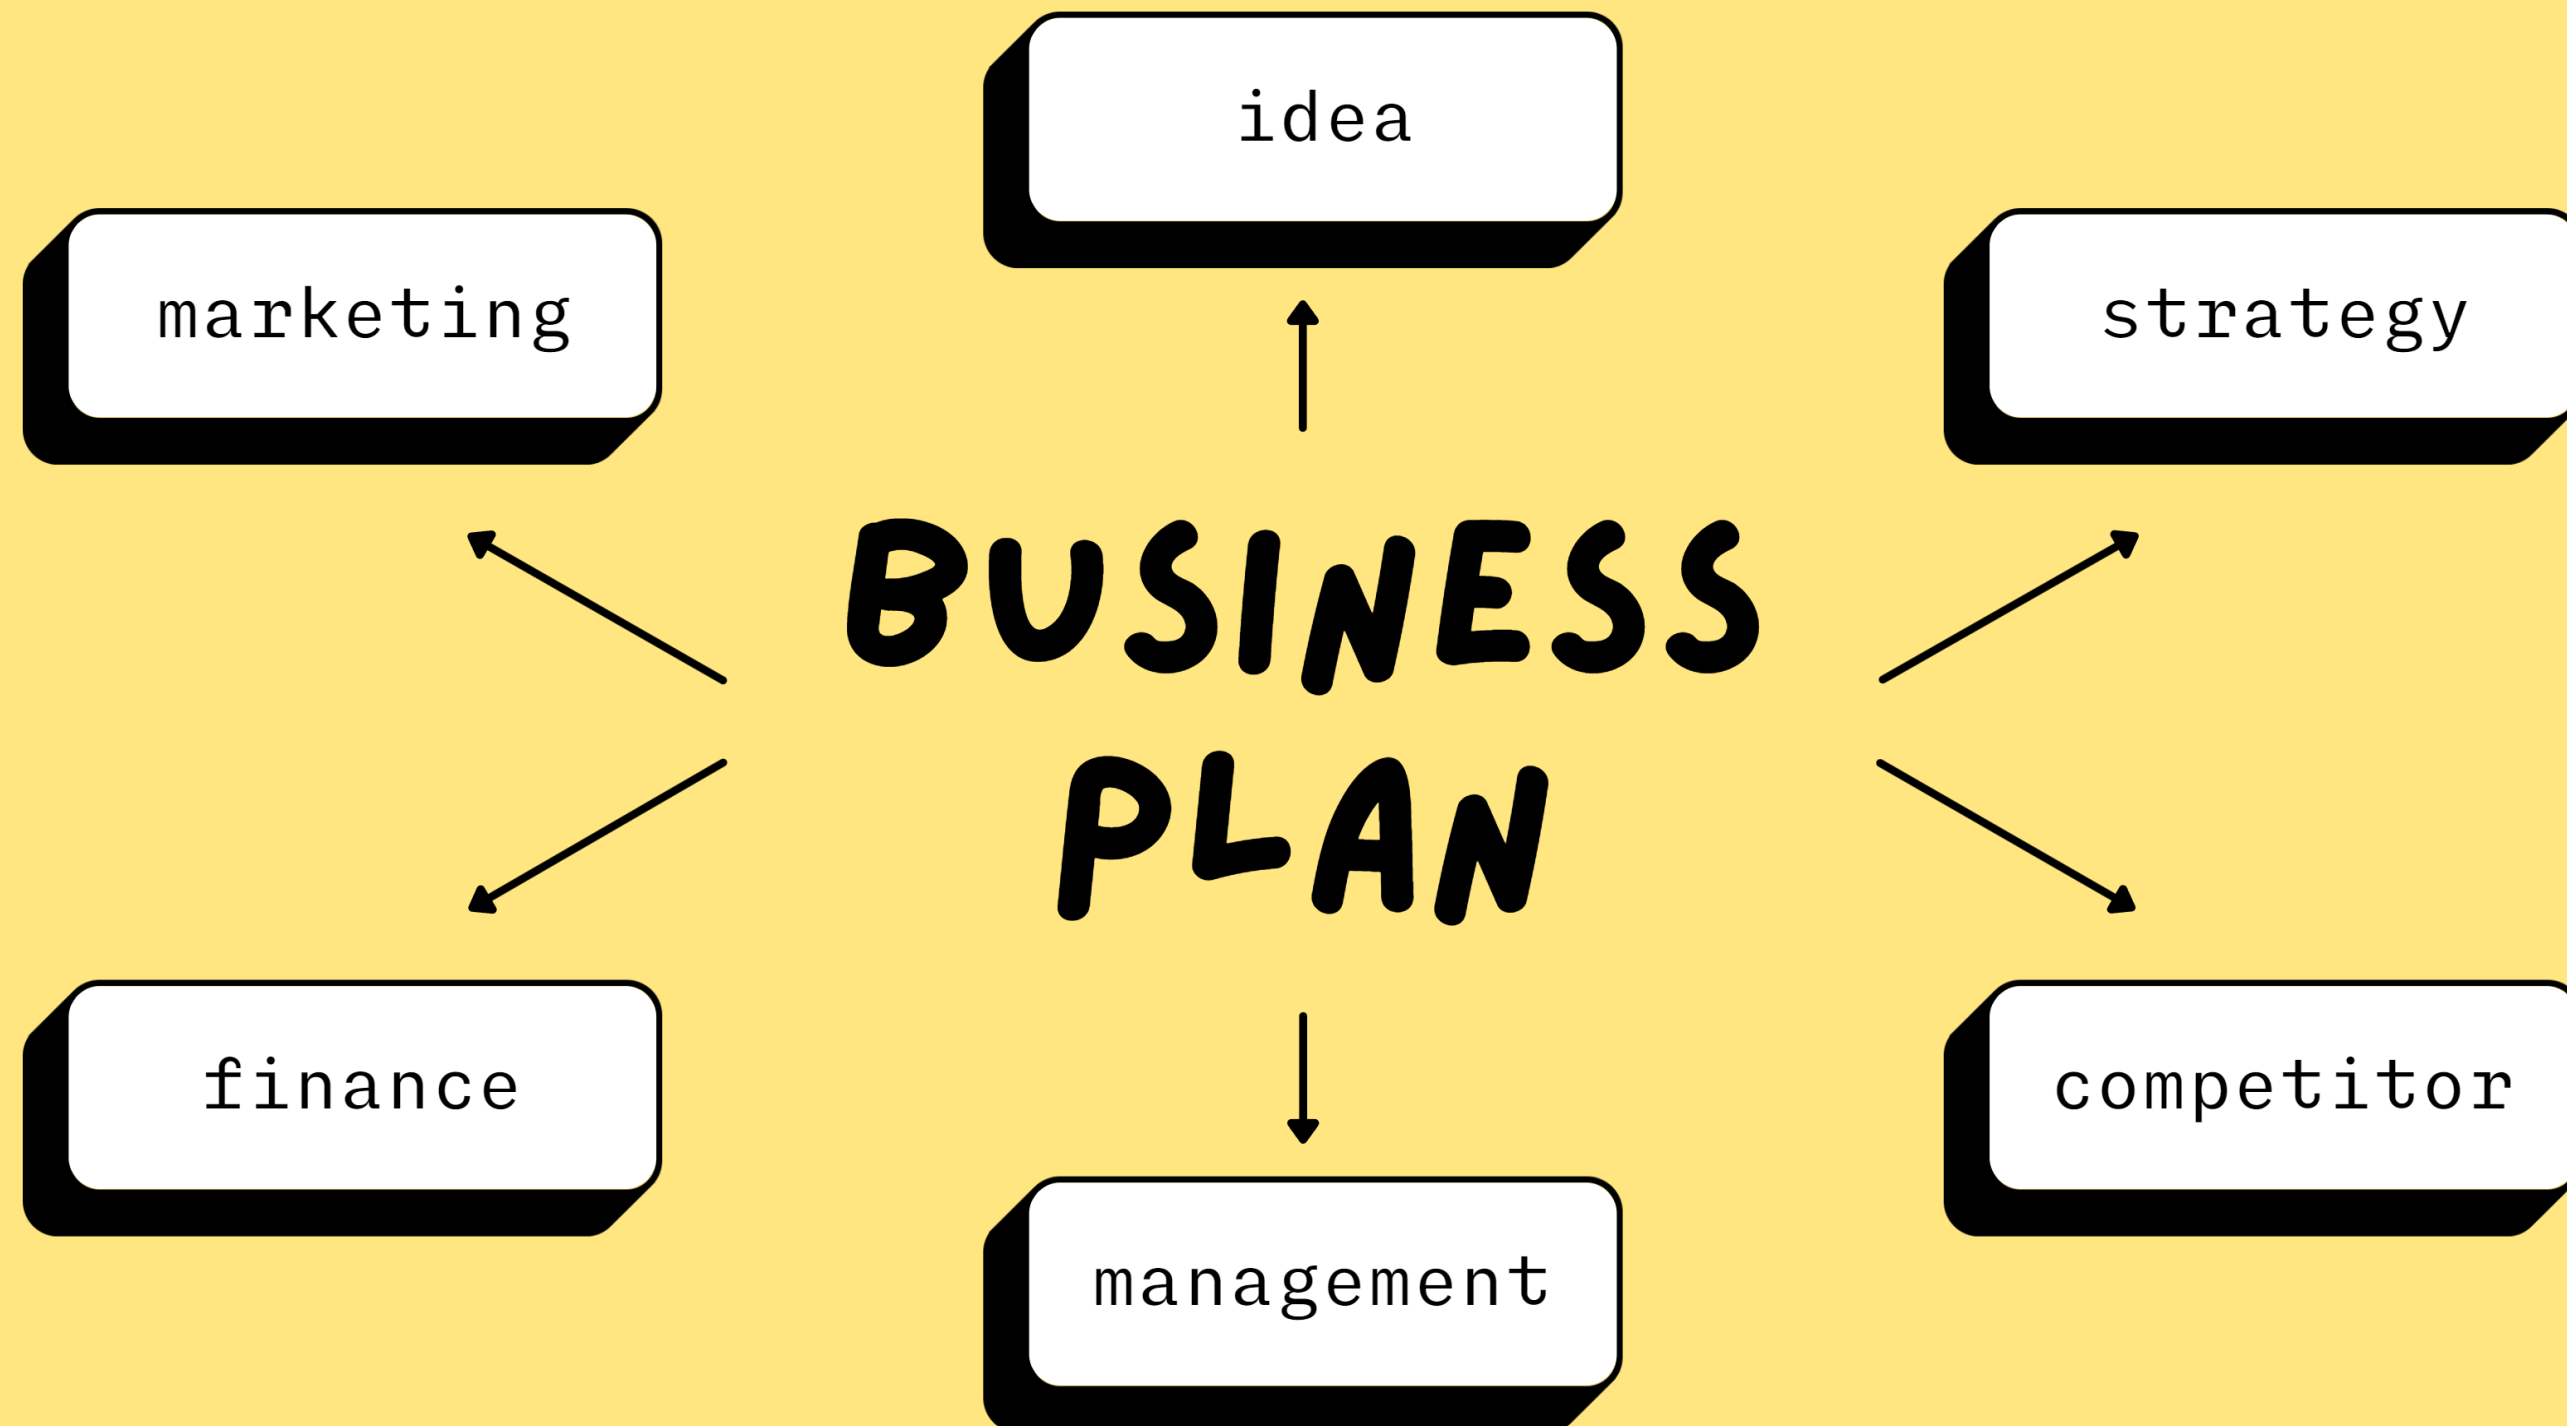 idea
marketing
strategy
BUSINESS
PLAN
finance
competitor
management